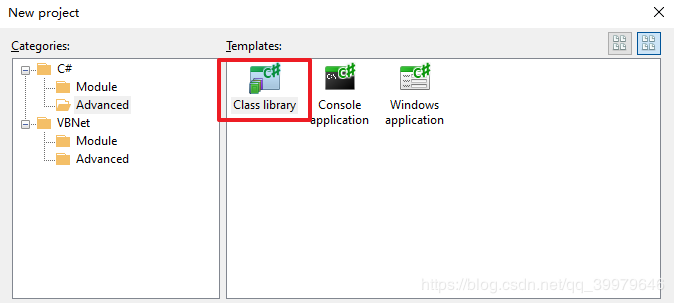 New project
Categories:
Templates:
C#
Module
Advanced
VBNet
Module
Advanced
C#
Class library
C:\
C#
Console
application
C#
Windows
application
https://blog.csdn.net/qq_39979646